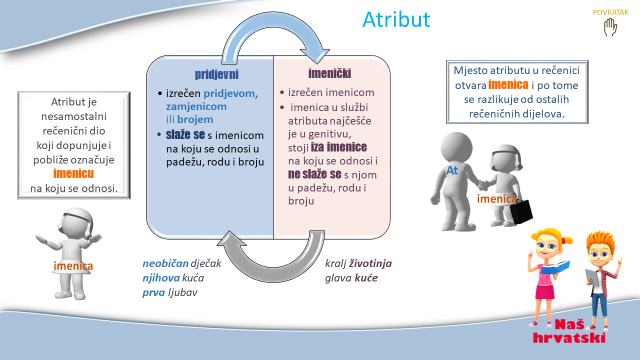 Atribut
POVRATAK
Atribut je
nesamostalni
rečenični dio
koji dopunjuje i
pobliže označuje
imenicu
na koju se odnosi.
pridjevni
• izrečen pridjevom,
zamjenicom
ili brojem
• slaže se s imenicom
na koju se odnosi u
padežu, rodu i broju
imenički
• izrečen imenicom
• imenica u službi
atributa najčešće
je u genitivu,
stoji iza imenice
na koju se odnosi i
ne slaže se s njom
u padežu, rodu i
broju
Mjesto atributu u rečenici
otvara imenica i po tome
se razlikuje od ostalih
rečeničnih dijelova.
At
imenica
imenica
neobičan dječak
njihova kuća
prva ljubav
kralj životinja
glava kuće
Naš
hrvatski